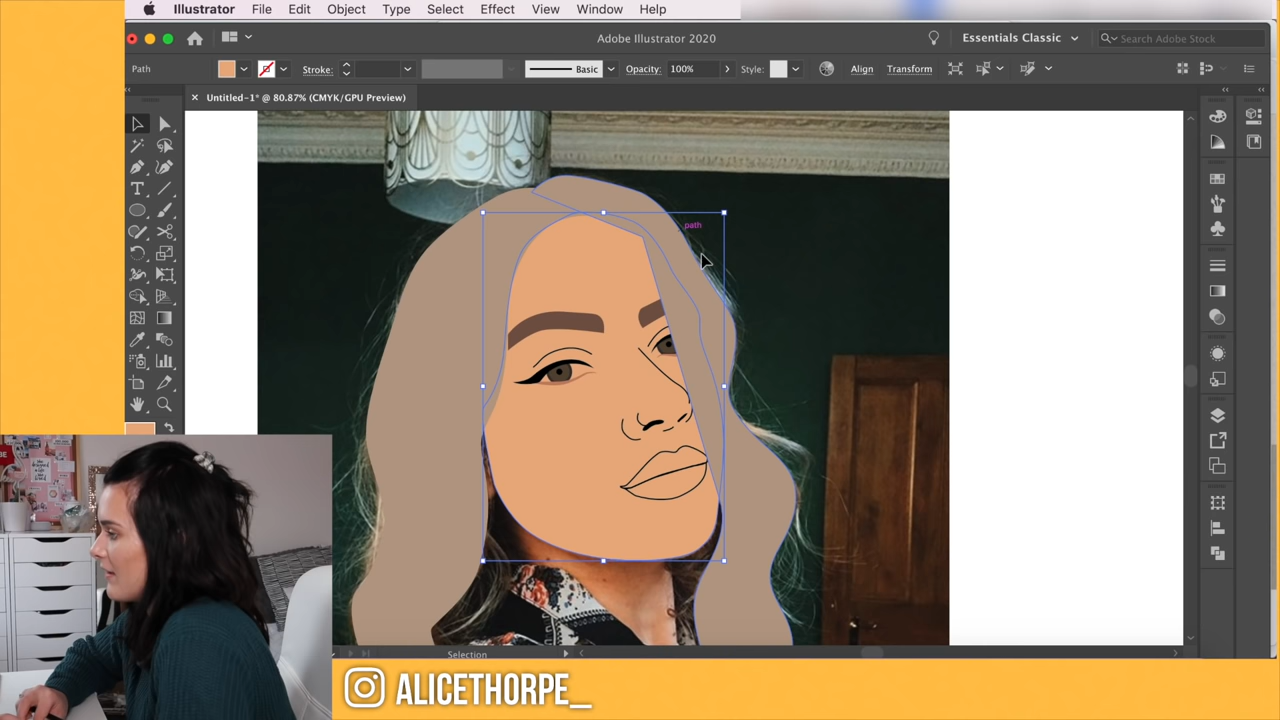 Illustrator File Edit Object Type Select Effect View Window Help
Adobe Illustrator 2020
Essentials Classic
Search Adobe Stock
Path
Stroke:
Basic
Opacity: 100%
Style:
Align
Transform
Untitled-1* @ 80.87% (CMYK/GPU Preview)
path
Selection
ALICETHORPE_